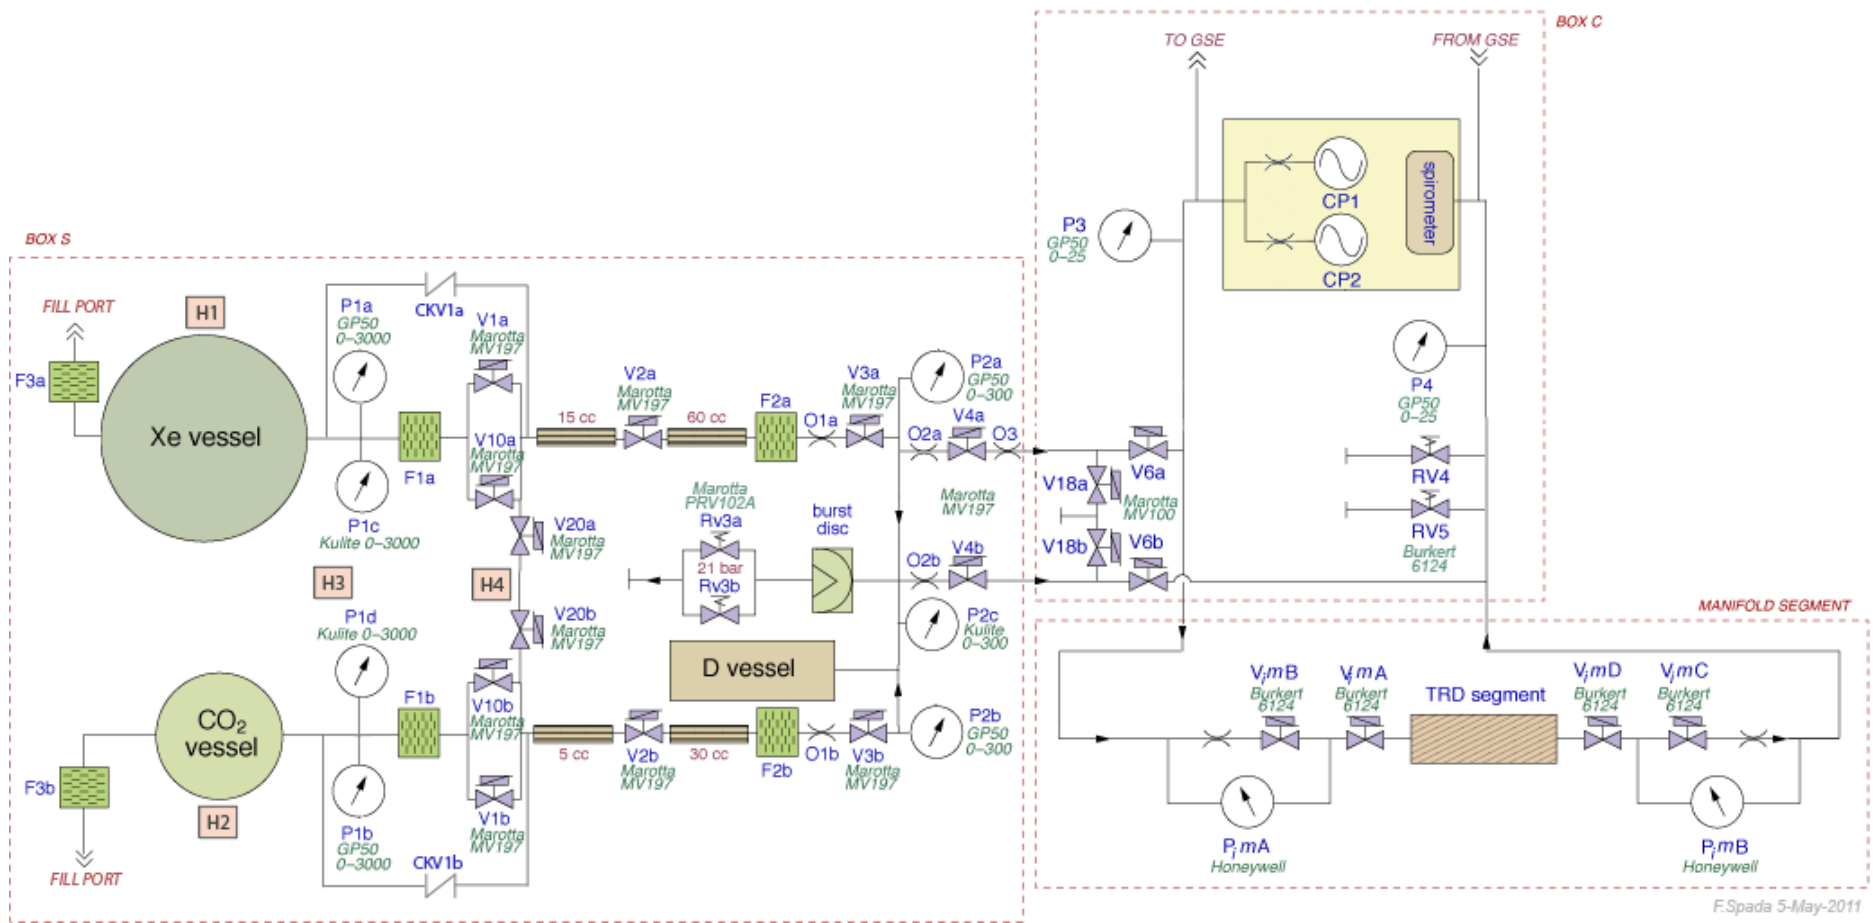 BOX C
TO GSE
FROM GSE
CP1
CP2
spirometer
P3
GP50
0–25
P4
GP50
0–25
RV4
RV5
Burkert
6124
V6a
V18a
Marotta
MV100
V18b
V6b
BOX S
FILL PORT
F3a
H1
Xe vessel
P1a
GP50
0–3000
CKV1a
V1a
Marotta
MV197
F1a
V10a
Marotta
MV197
P1c
Kulite 0–3000
15 cc
V2a
Marotta
MV197
60 cc
F2a
O1a
V3a
Marotta
MV197
P2a
GP50
0–300
O2a
V4a
O3
Marotta
MV197
V20a
Marotta
MV197
Marotta
PRV102A
Rv3a
21 bar
Rv3b
burst
disc
O2b
V4b
H3
H4
P1d
Kulite 0–3000
V20b
Marotta
MV197
P2c
Kulite
0–300
D vessel
CO2
vessel
H2
F3b
FILL PORT
F1b
V10b
Marotta
MV197
P1b
GP50
0–3000
V1b
Marotta
MV197
CKV1b
5 cc
V2b
Marotta
MV197
30 cc
F2b
O1b
V3b
Marotta
MV197
P2b
GP50
0–300
MANIFOLD SEGMENT
VimB
Burkert
6124
VimA
Burkert
6124
TRD segment
VimD
Burkert
6124
VimC
Burkert
6124
PimA
Honeywell
PimB
Honeywell
F.Spada 5-May-2011